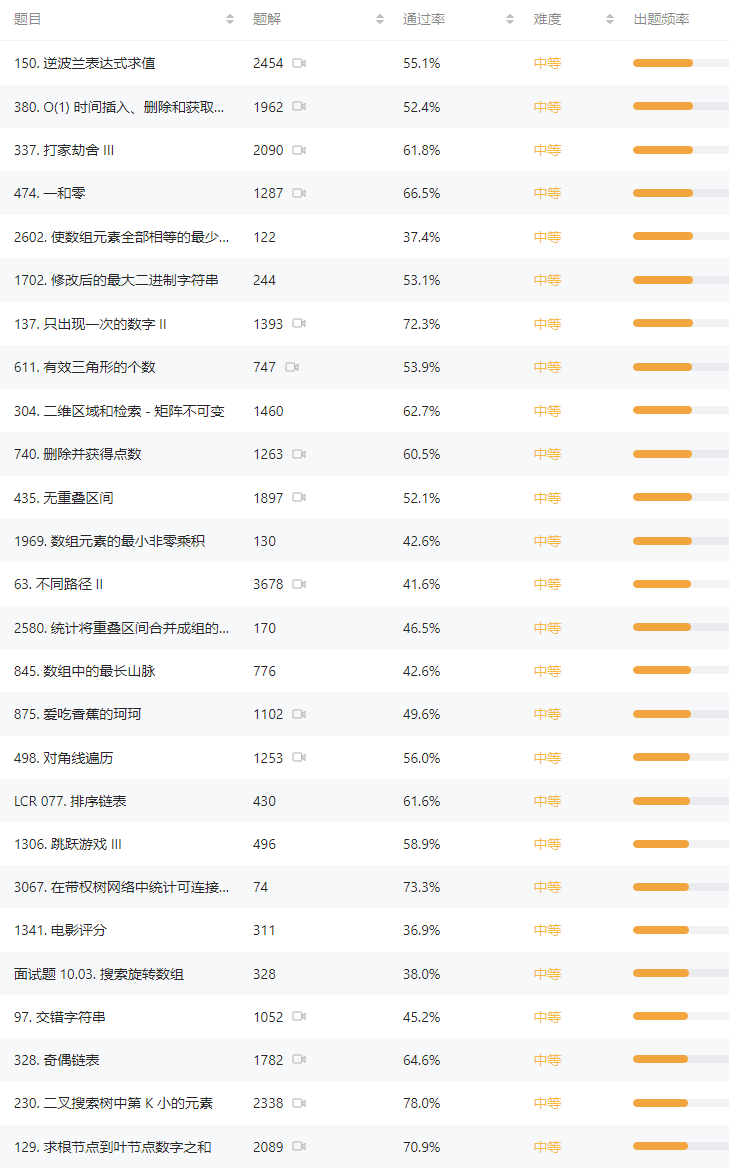 题目 题解 通过率 难度 出题频率
150. 逆波兰表达式求值 2454 55.1% 中等
380. O(1) 时间插入、删除和获取... 1962 52.4% 中等
337. 打家劫舍 III 2090 61.8% 中等
474. 一和零 1287 66.5% 中等
2602. 使数组元素全部相等的最少... 122 37.4% 中等
1702. 修改后的最大二进制字符串 244 53.1% 中等
137. 只出现一次的数字 II 1393 72.3% 中等
611. 有效三角形的个数 747 53.9% 中等
304. 二维区域和检索 - 矩阵不可变 1460 62.7% 中等
740. 删除并获得点数 1263 60.5% 中等
435. 无重叠区间 1897 52.1% 中等
1969. 数组元素的最小非零乘积 130 42.6% 中等
63. 不同路径 II 3678 41.6% 中等
2580. 统计将重叠区间合并成组的... 170 46.5% 中等
845. 数组中的最长山脉 776 42.6% 中等
875. 爱吃香蕉的珂珂 1102 49.6% 中等
498. 对角线遍历 1253 56.0% 中等
LCR 077. 排序链表 430 61.6% 中等
1306. 跳跃游戏 III 496 58.9% 中等
3067. 在带权树网络中统计可连接... 74 73.3% 中等
1341. 电影评分 311 36.9% 中等
面试题 10.03. 搜索旋转数组 328 38.0% 中等
97. 交错字符串 1052 45.2% 中等
328. 奇偶链表 1782 64.6% 中等
230. 二叉搜索树中第 K 小的元素 2338 78.0% 中等
129. 求根节点到叶节点数字之和 2089 70.9% 中等